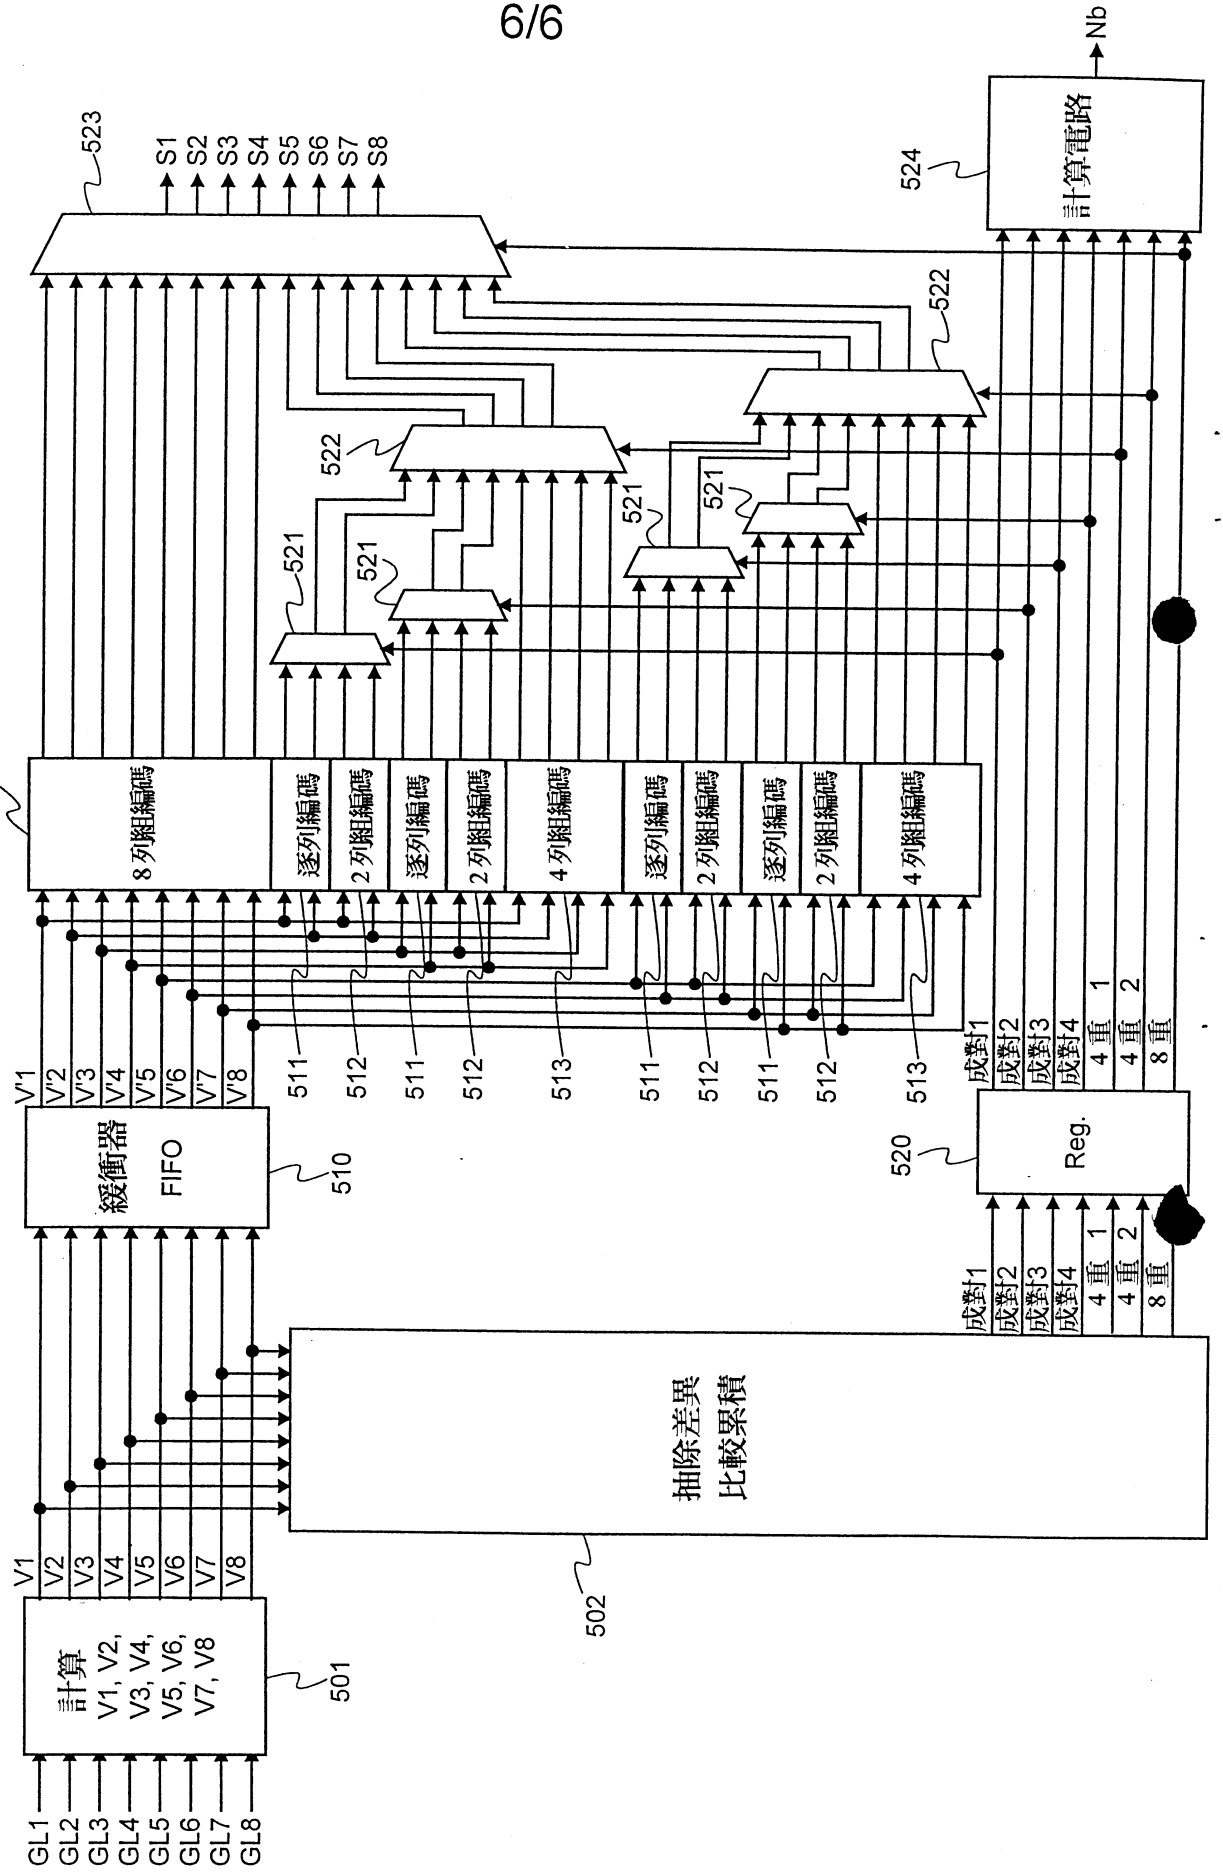 9/9
GL1
GL2
GL3
GL4
GL5
GL6
GL7
GL8
計算
V1, V2,
V3, V4,
V5, V6,
V7, V8
501
V1
V2
V3
V4
V5
V6
V7
V8
抽除差異
比較累積
502
緩衝器
FIFO
510
V'1
V'2
V'3
V'4
V'5
V'6
V'7
V'8
成對1
成對2
成對3
成對4
4重 1
4重 2
8重
Reg.
520
成對1
成對2
成對3
成對4
4重 1
4重 2
8重
511
512
511
512
513
511
512
511
512
513
8列組編碼
逐列編碼
2列組編碼
逐列編碼
2列組編碼
4列組編碼
逐列編碼
2列組編碼
逐列編碼
2列組編碼
4列組編碼
521
521
521
521
522
522
523
S1
S2
S3
S4
S5
S6
S7
S8
524
計算電路
Nb